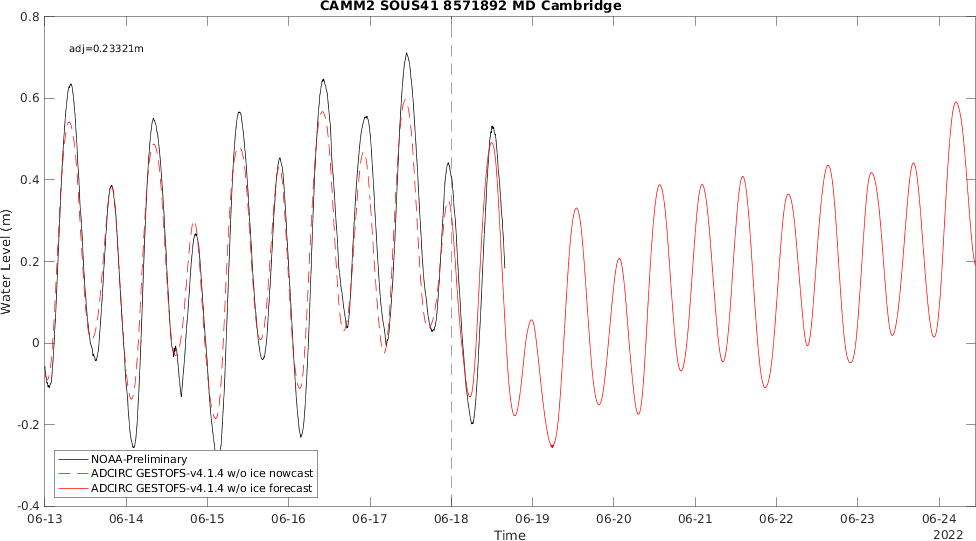 CAMM2 SOUS41 8571892 MD Cambridge
adj=0.23321m
0.8
0.6
0.4
0.2
0
-0.2
-0.4
Water Level (m)
NOAA-Preliminary
ADCIRC GESTOFS-v4.1.4 w/o ice nowcast
ADCIRC GESTOFS-v4.1.4 w/o ice forecast
06-13 06-14 06-15 06-16 06-17 06-18 06-19 06-20 06-21 06-22 06-23 06-24
Time
2022